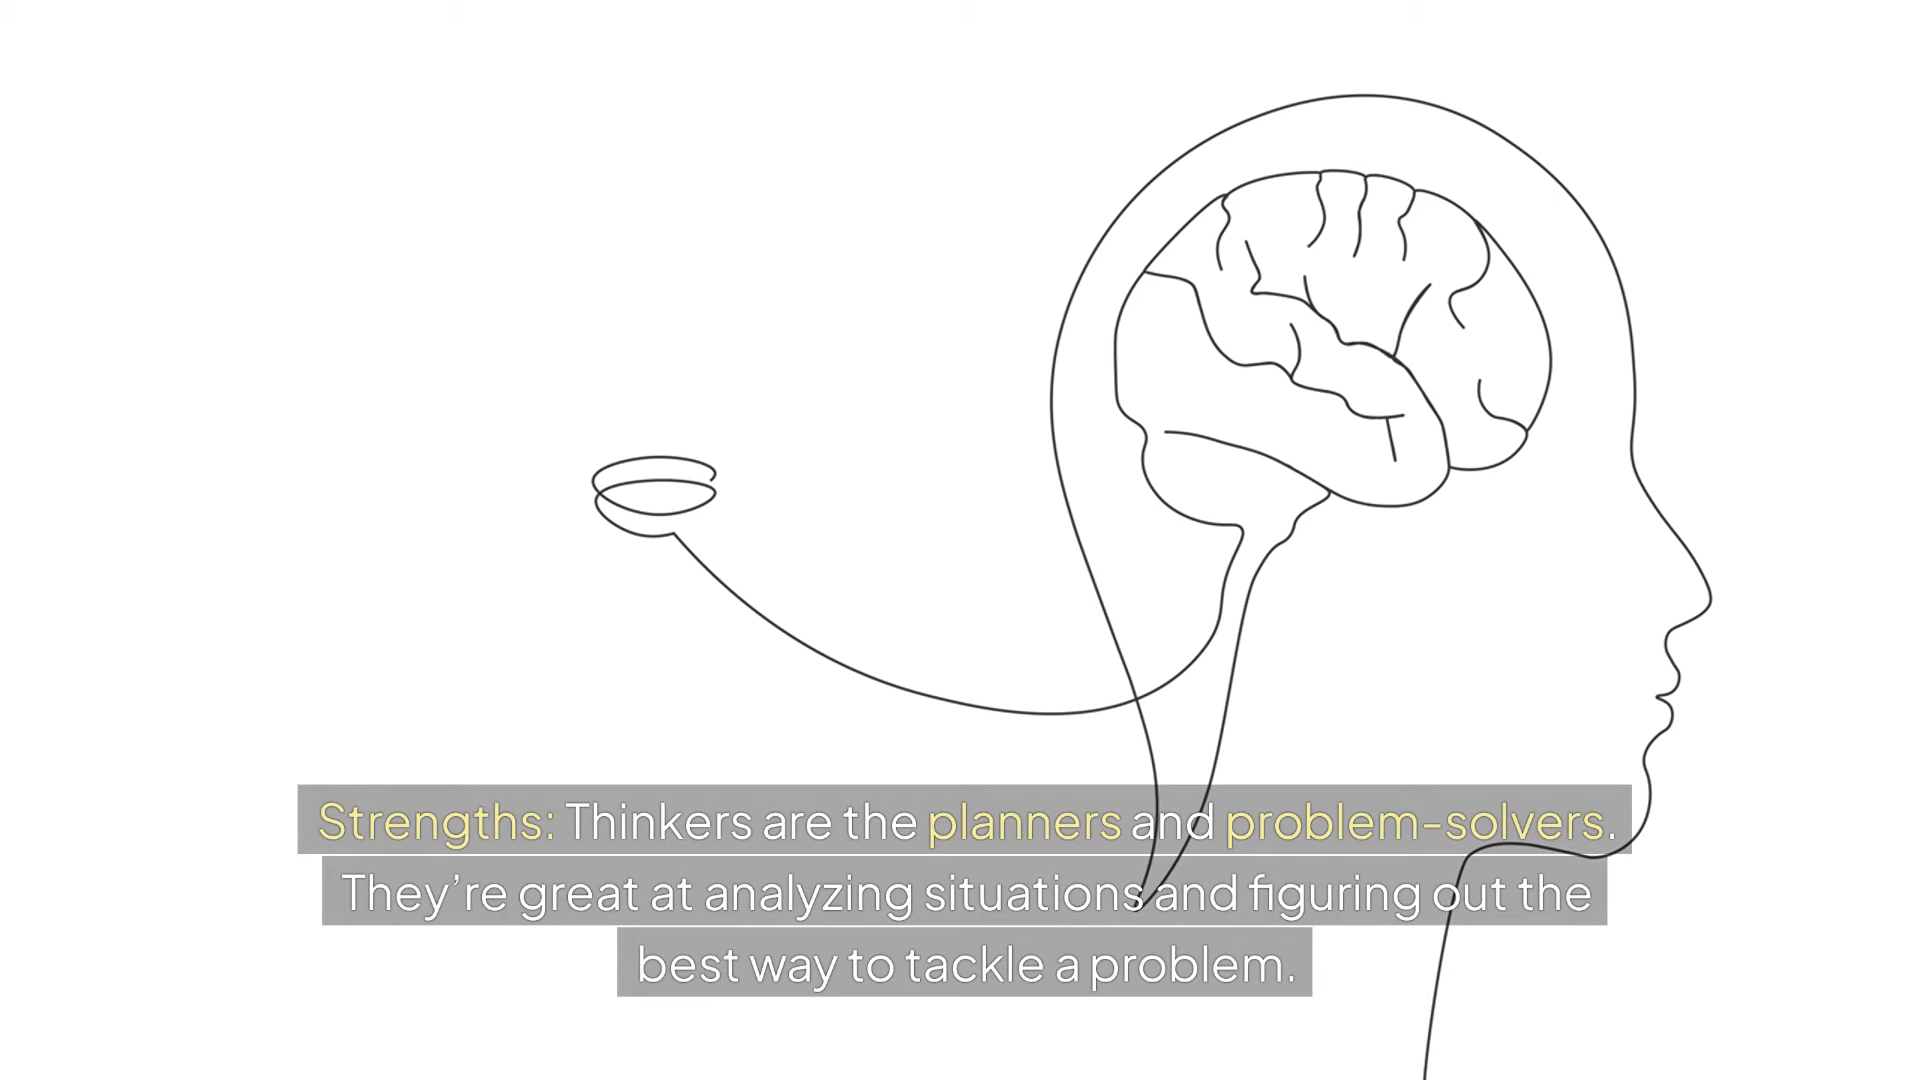 Strengths: Thinkers are the planners and problem-solvers.
They’re great at analyzing situations and figuring out the
best way to tackle a problem.